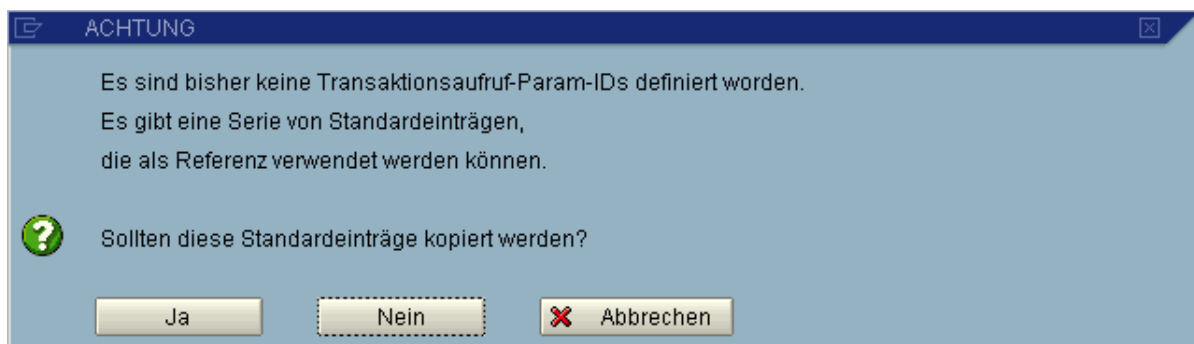 ACHTUNG
Es sind bisher keine Transaktionsaufruf-Param-IDs definiert worden.
Es gibt eine Serie von Standardeinträgen,
die als Referenz verwendet werden können.
Sollten diese Standardeinträge kopiert werden?
Ja Nein Abbrechen